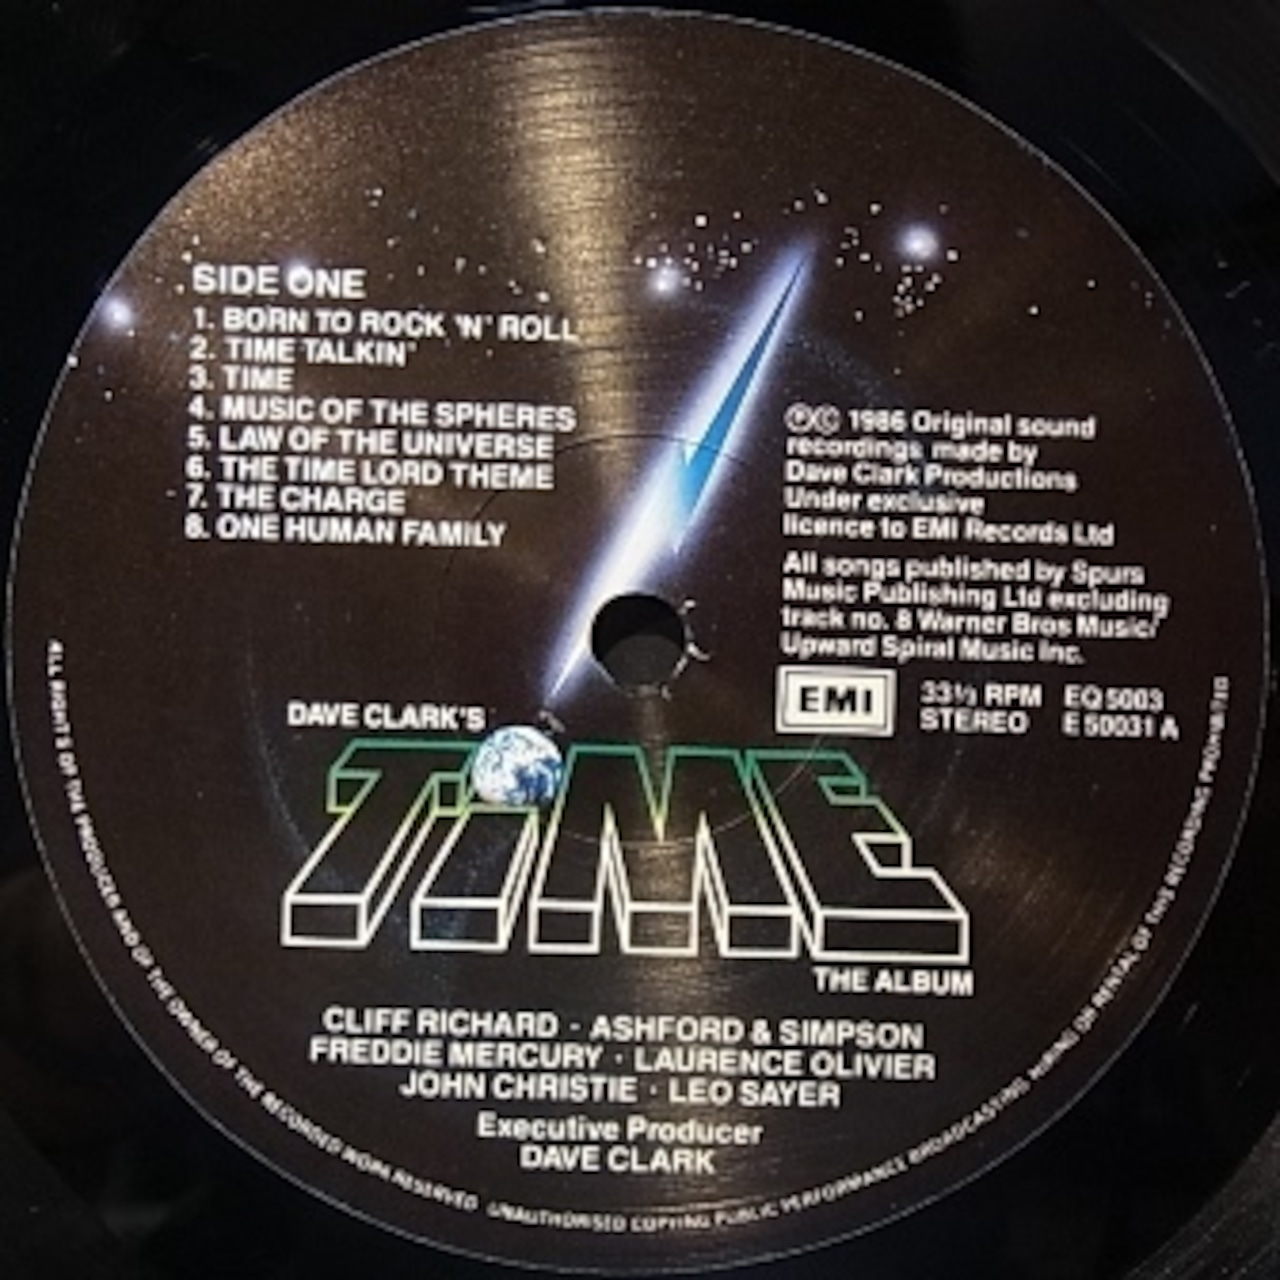 SIDE ONE
1. BORN TO ROCK 'N' ROLL
2. TIME TALKIN'
3. TIME
4. MUSIC OF THE SPHERES
5. LAW OF THE UNIVERSE
6. THE TIME LORD THEME
7. THE CHARGE
8. ONE HUMAN FAMILY
℗© 1986 Original sound
recordings made by
Dave Clark Productions
Under exclusive
licence to EMI Records Ltd
All songs published by Spurs
Music Publishing Ltd excluding
track no. 8 Warner Bros Music/
Upward Spiral Music Inc.
EMI
33⅓ RPM EQ 5003
STEREO E 50031 A
DAVE CLARK'S
TiME
THE ALBUM
CLIFF RICHARD · ASHFORD & SIMPSON
FREDDIE MERCURY · LAURENCE OLIVIER
JOHN CHRISTIE · LEO SAYER
Executive Producer
DAVE CLARK
ALL RIGHTS OF THE PRODUCER AND OF THE OWNER OF THE RECORDED WORK RESERVED UNAUTHORISED COPYING PUBLIC PERFORMANCE BROADCASTING HIRING OR RENTAL OF THIS RECORDING PROHIBITED